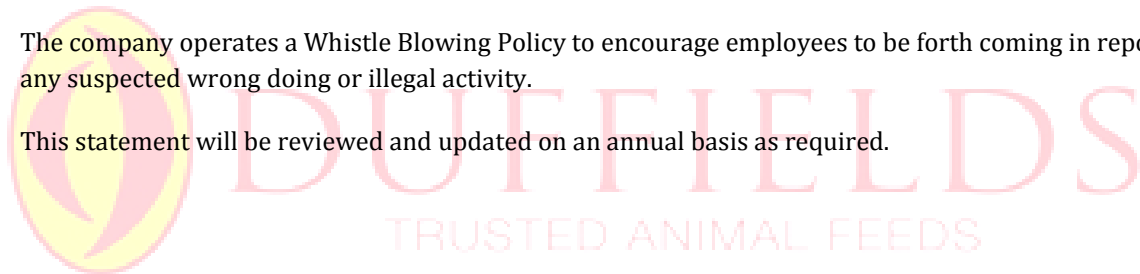 The company operates a Whistle Blowing Policy to encourage employees to be forth coming in
any suspected wrong doing or illegal activity.
This statement will be reviewed and updated on an annual basis as required.
DUFFIELDS
TRUSTED ANIMAL FEEDS